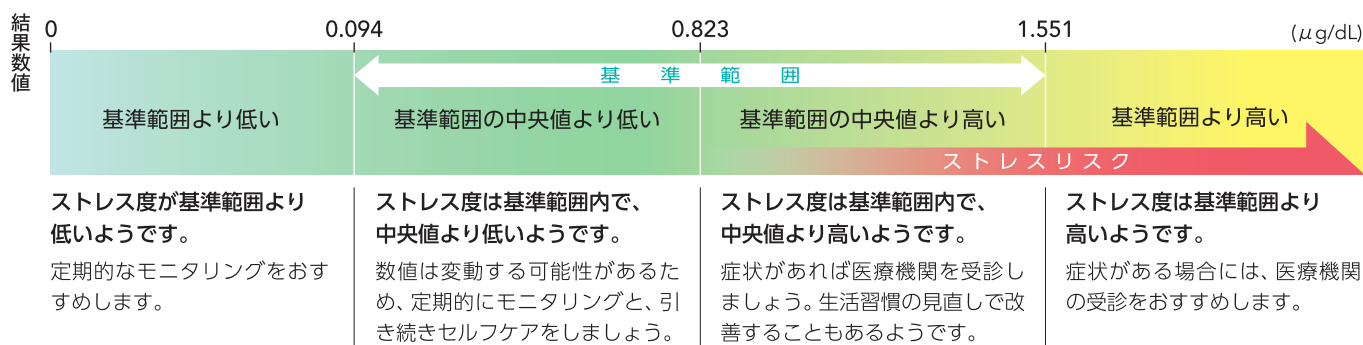 結果数値
0 0.094 0.823 1.551 (μg/dL)
基準範囲
基準範囲より低い 基準範囲の中央値より低い 基準範囲の中央値より高い 基準範囲より高い
ストレスリスク
ストレス度が基準範囲より
低いようです。
定期的なモニタリングをおす
すめします。
ストレス度は基準範囲内で、
中央値より低いようです。
数値は変動する可能性があるた
め、定期的にモニタリングと、引
き続きセルフケアをしましょう。
ストレス度は基準範囲内で、
中央値より高いようです。
症状があれば医療機関を受診し
ましょう。生活習慣の見直しで改
善することもあるようです。
ストレス度は基準範囲より
高いようです。
症状がある場合には、医療機関
の受診をおすすめします。